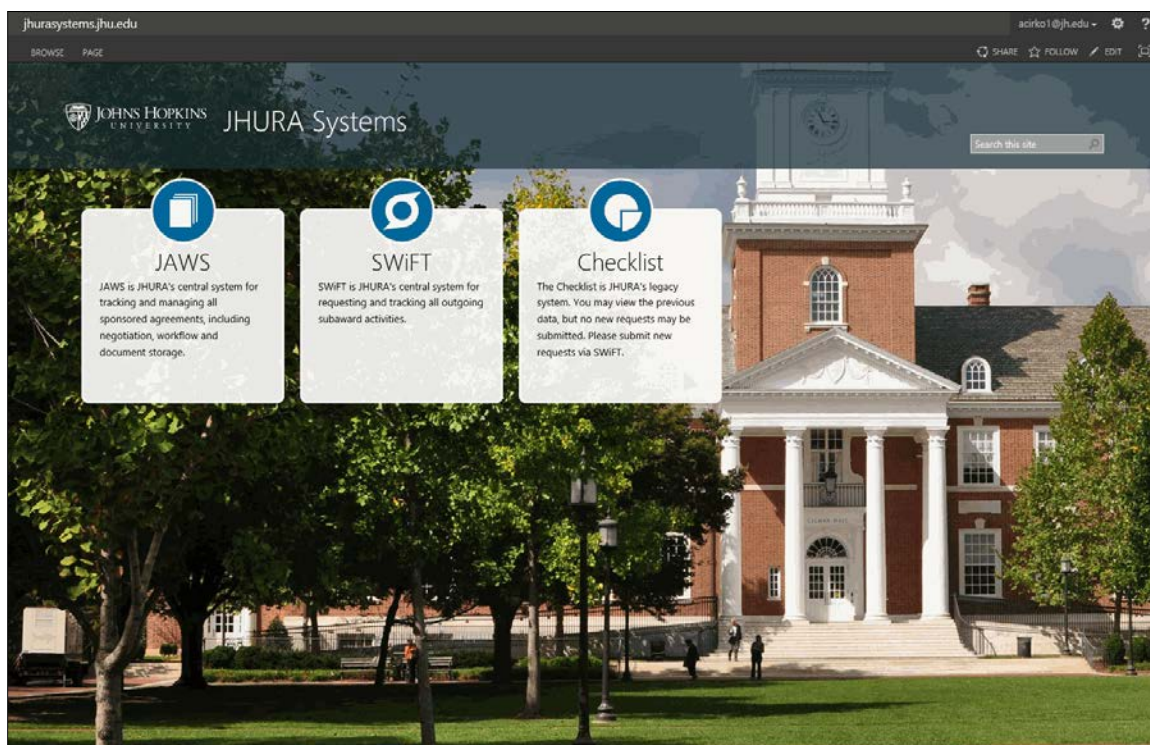 jhurasystems.jhu.edu
acirko1@jh.edu
?
BROWSE PAGE
SHARE FOLLOW EDIT
JOHNS HOPKINS
UNIVERSITY
JHURA Systems
Search this site
JAWS
JAWS is JHURA's central system for
tracking and managing all
sponsored agreements, including
negotiation, workflow and
document storage.
SWiFT
SWiFT is JHURA's central system for
requesting and tracking all outgoing
subaward activities.
Checklist
The Checklist is JHURA's legacy
system. You may view the previous
data, but no new requests may be
submitted. Please submit new
requests via SWiFT.
GILMAN HALL